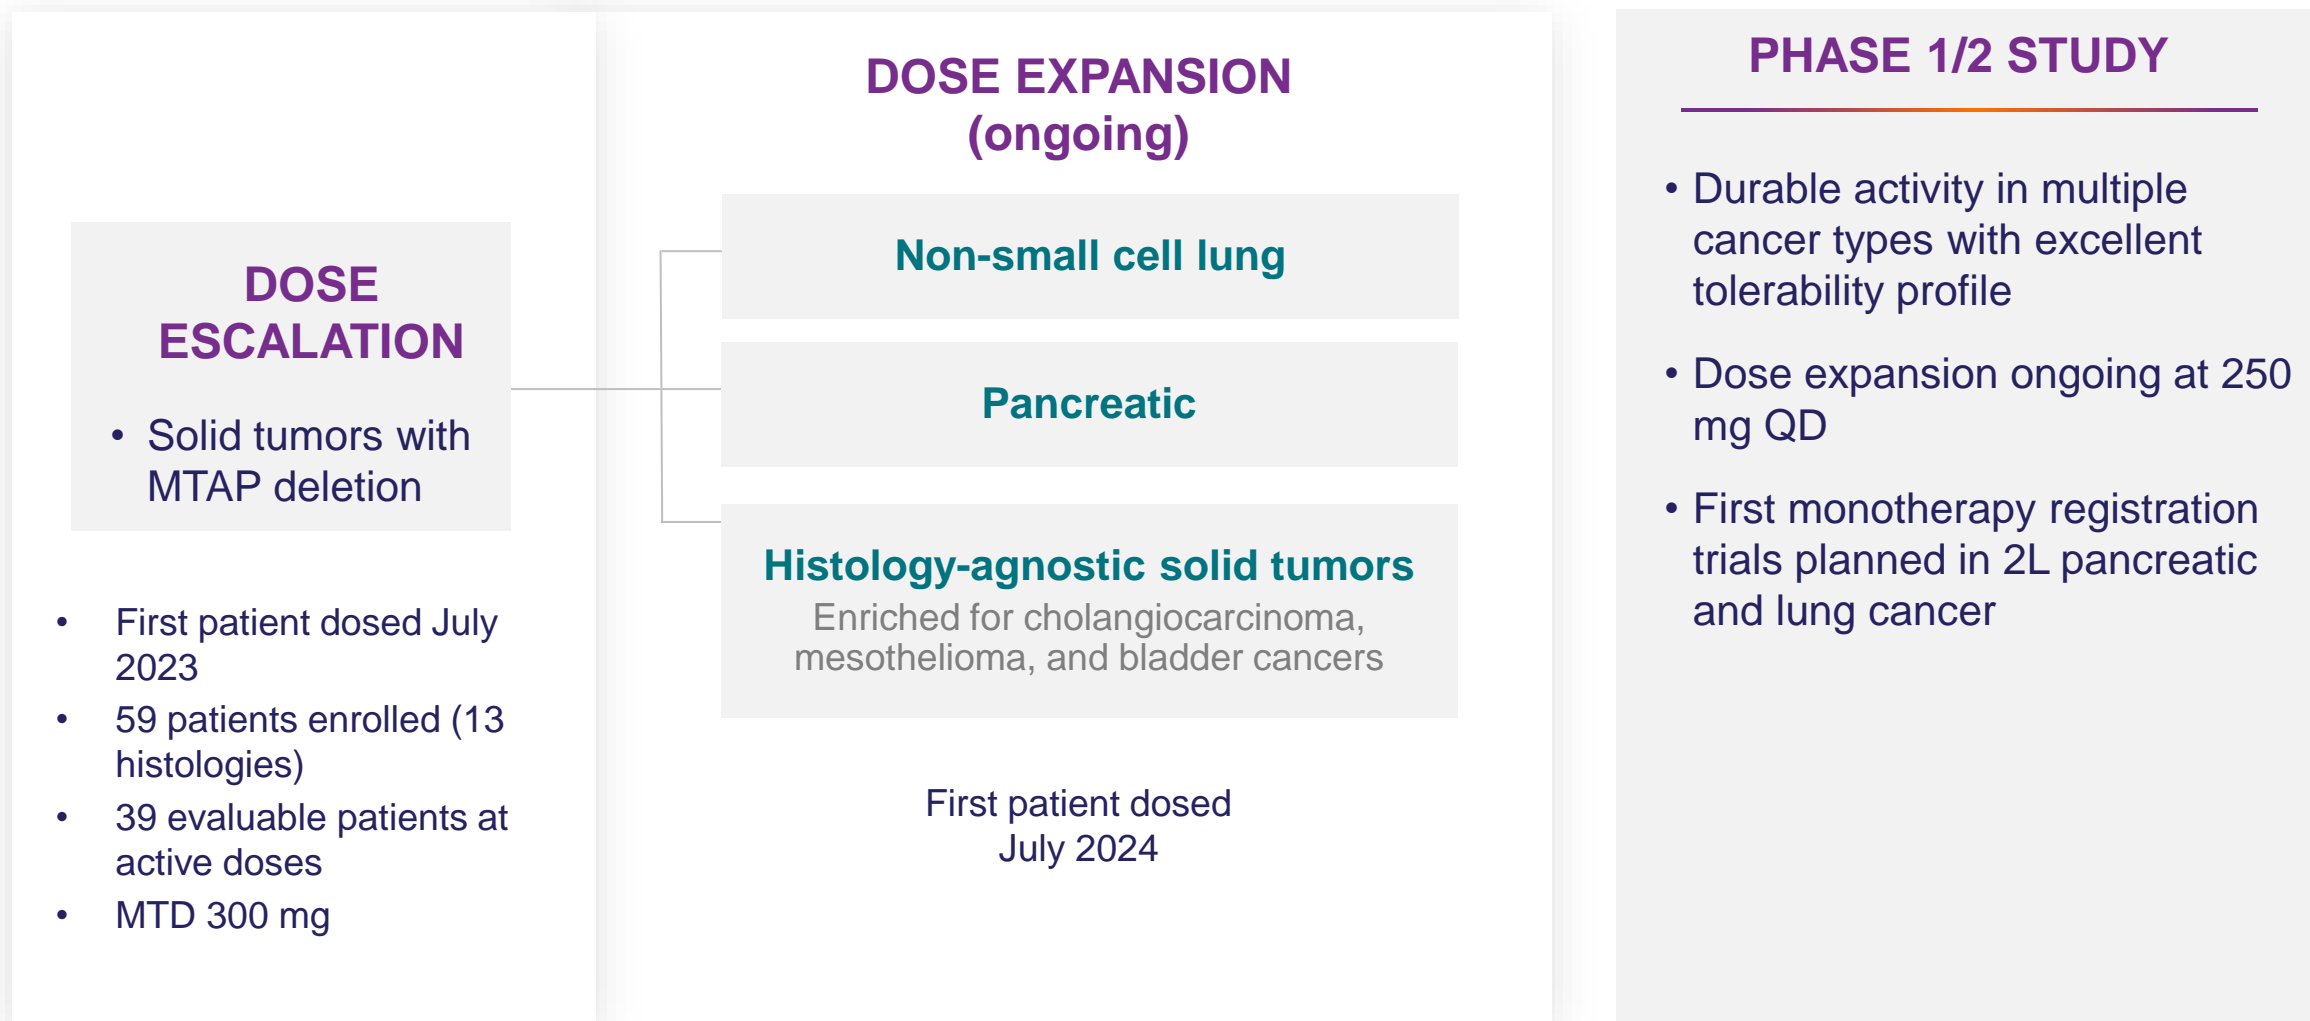 DOSE
ESCALATION
• Solid tumors with
MTAP deletion
• First patient dosed July
2023
• 59 patients enrolled (13
histologies)
• 39 evaluable patients at
active doses
• MTD 300 mg
DOSE EXPANSION
(ongoing)
Non-small cell lung
Pancreatic
Histology-agnostic solid tumors
Enriched for cholangiocarcinoma,
mesothelioma, and bladder cancers
First patient dosed
July 2024
PHASE 1/2 STUDY
• Durable activity in multiple
cancer types with excellent
tolerability profile
• Dose expansion ongoing at 250
mg QD
• First monotherapy registration
trials planned in 2L pancreatic
and lung cancer